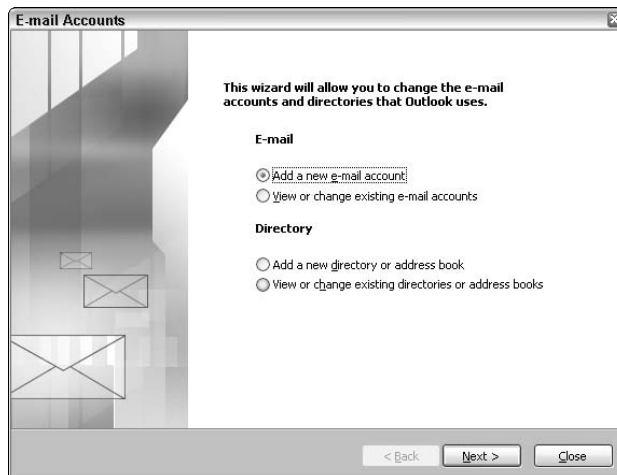 E-mail Accounts
This wizard will allow you to change the e-mail
accounts and directories that Outlook uses.
E-mail
Add a new e-mail account
View or change existing e-mail accounts
Directory
Add a new directory or address book
View or change existing directories or address books
< Back
Next >
Close